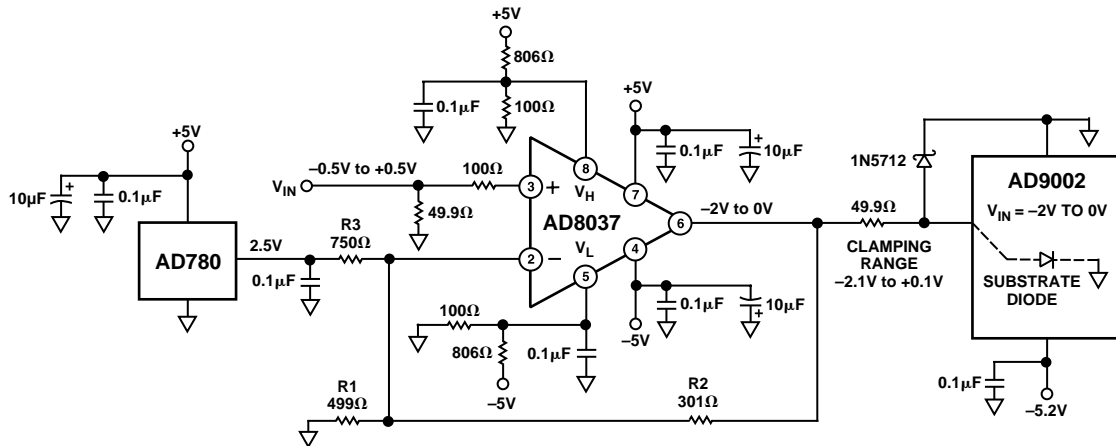 +5V
806Ω
0.1µF
100Ω
+5V
0.1µF
10µF
+
+5V
10µF
+
0.1µF
AD780
2.5V
0.1µF
R3
750Ω
VIN
–0.5V to +0.5V
100Ω
49.9Ω
3
+
8
VH
7
AD8037
6
–2V to 0V
2
–
VL
5
4
0.1µF
10µF
+
–5V
100Ω
806Ω
–5V
0.1µF
R1
499Ω
R2
301Ω
49.9Ω
CLAMPING
RANGE
–2.1V to +0.1V
1N5712
AD9002
VIN = –2V TO 0V
SUBSTRATE
DIODE
0.1µF
–5.2V